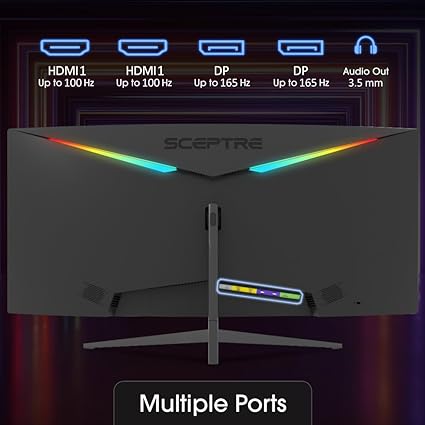 HDMI1 HDMI1 DP DP Audio Out
Up to 100 Hz Up to 100 Hz Up to 165 Hz Up to 165 Hz 3.5 mm
SCEPTRE
Multiple Ports